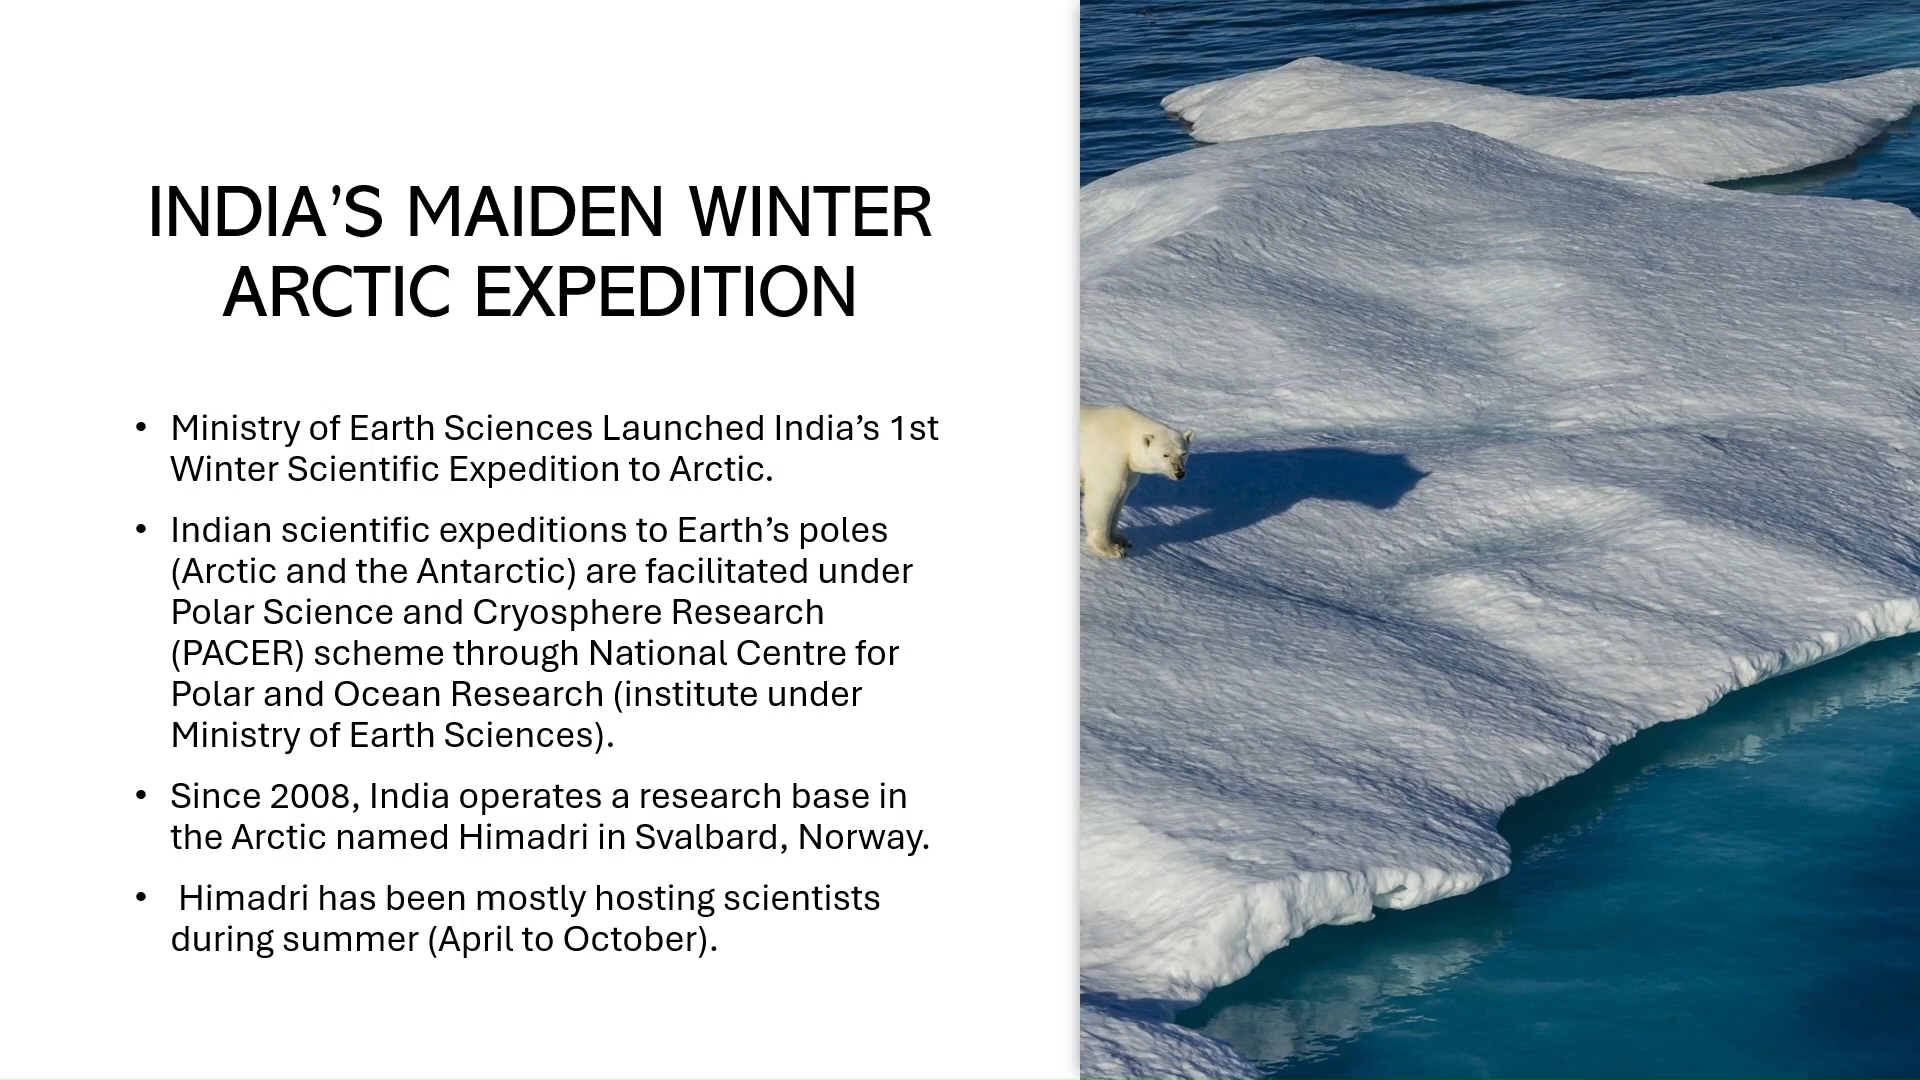 INDIA’S MAIDEN WINTER
ARCTIC EXPEDITION
• Ministry of Earth Sciences Launched India’s 1st
Winter Scientific Expedition to Arctic.
• Indian scientific expeditions to Earth’s poles
(Arctic and the Antarctic) are facilitated under
Polar Science and Cryosphere Research
(PACER) scheme through National Centre for
Polar and Ocean Research (institute under
Ministry of Earth Sciences).
• Since 2008, India operates a research base in
the Arctic named Himadri in Svalbard, Norway.
• Himadri has been mostly hosting scientists
during summer (April to October).